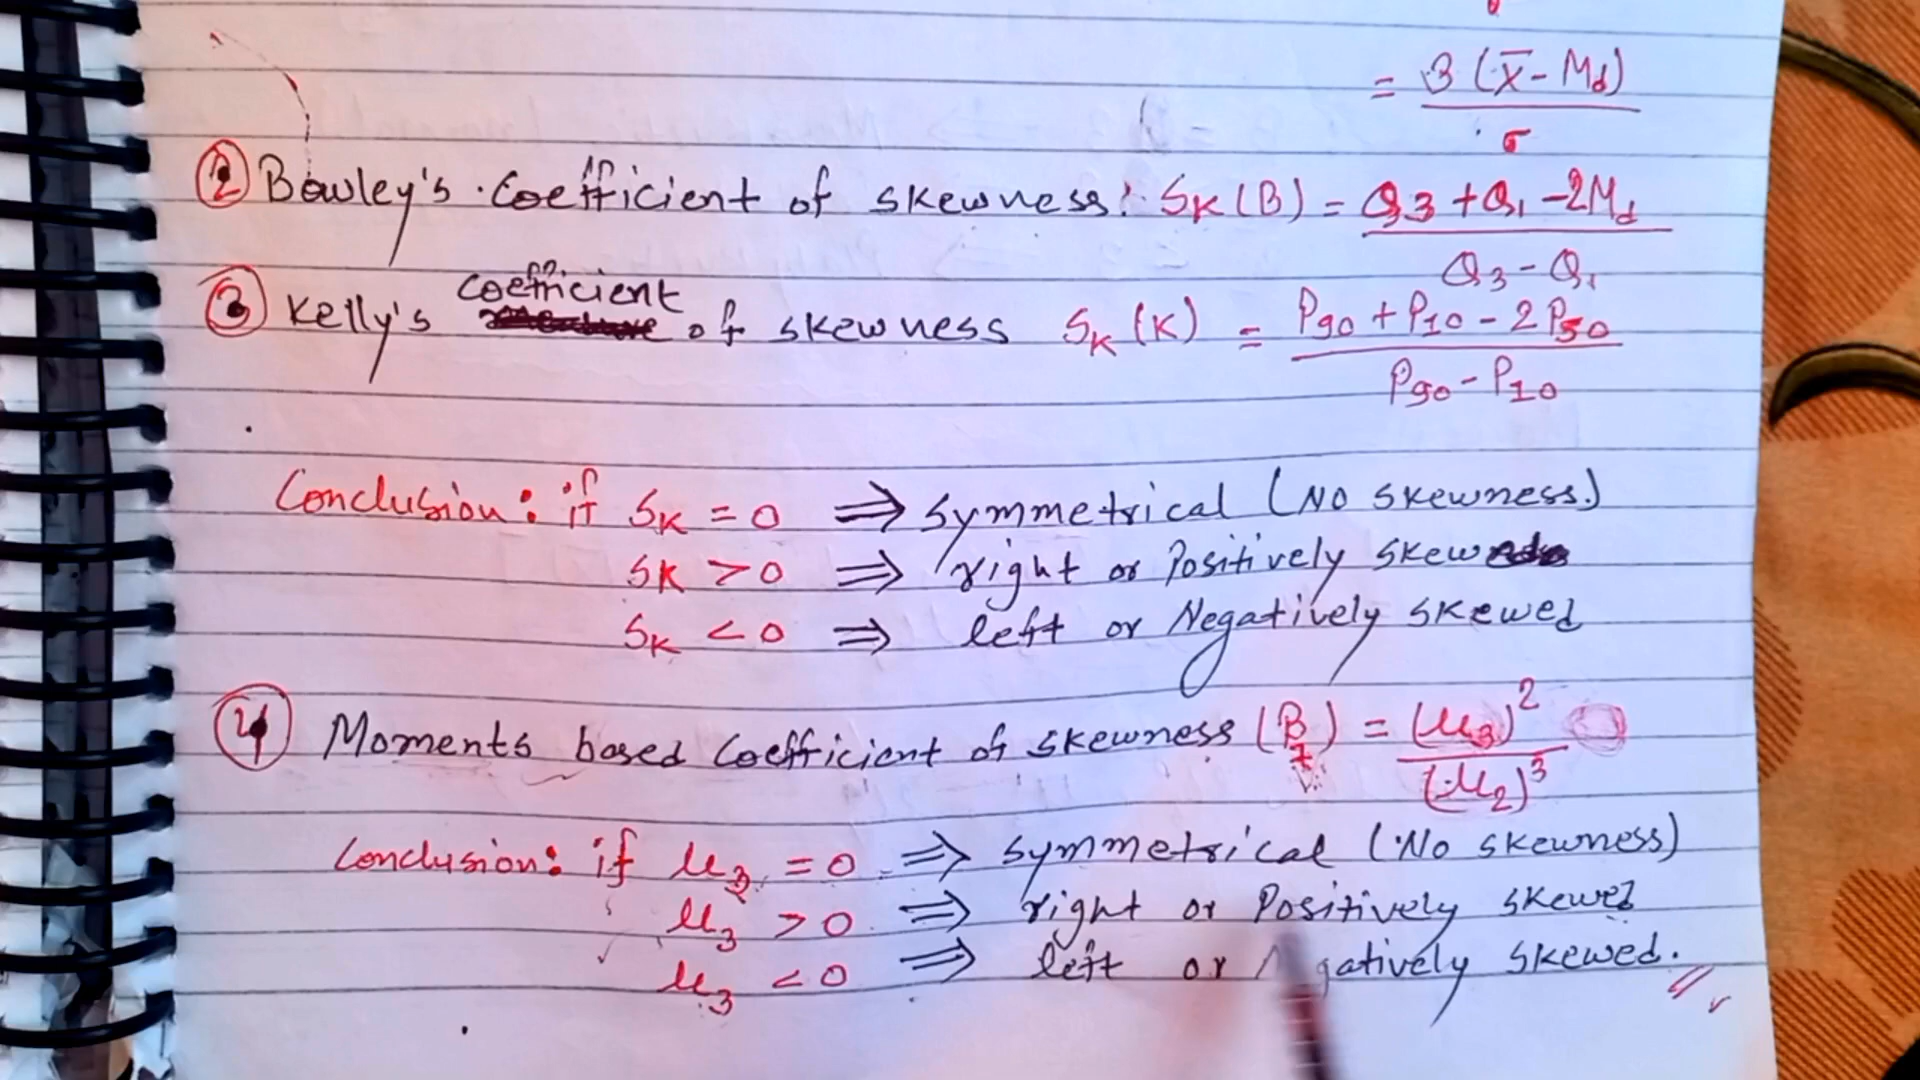 = 3 (X̅ - Md)
σ
② Bowley's Coefficient of skewness: SK (B) = Q3 + Q1 - 2Md
Q3 - Q1
③ Kelly's coefficient of skewness SK (K) = P90 + P10 - 2P50
P90 - P10
Conclusion: if SK = 0 ⇒ Symmetrical (No skewness)
SK > 0 ⇒ right or Positively skew
SK < 0 ⇒ left or Negatively skewed
④ Moments based Coefficient of skewness (β1) = (μ3)²
(μ2)³
Conclusion: if μ3 = 0 ⇒ Symmetrical (No skewness)
μ3 > 0 ⇒ right or Positively skewed
μ3 < 0 ⇒ left or Negatively skewed.